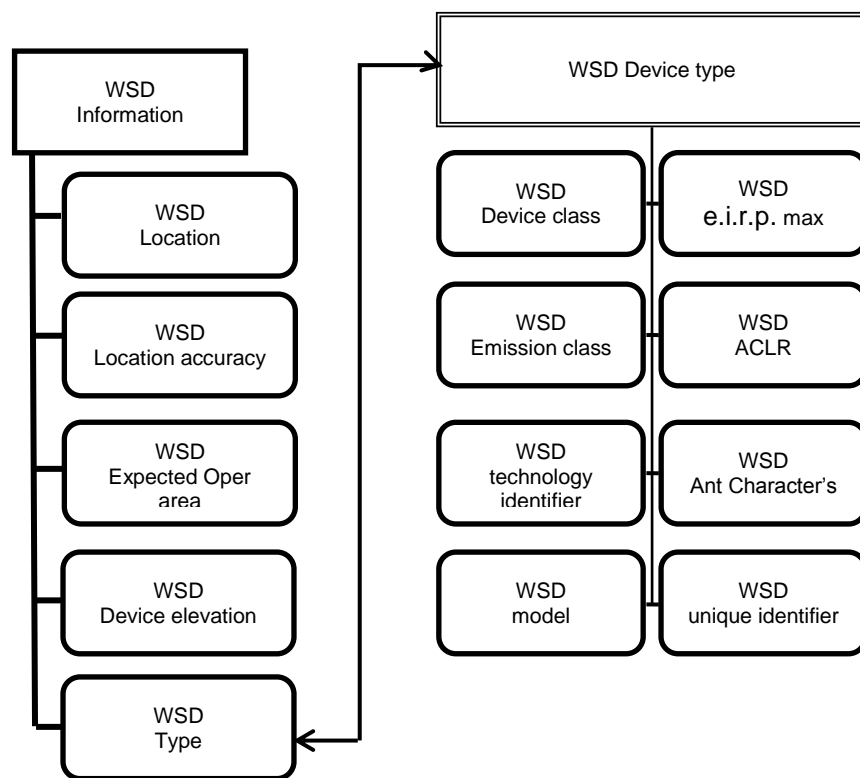 WSD
Information
WSD
Location
WSD
Location accuracy
WSD
Expected Oper
area
WSD
Device elevation
WSD
Type
WSD Device type
WSD
Device class
WSD
e.i.r.p. max
WSD
Emission class
WSD
ACLR
WSD
technology
identifier
WSD
Ant Character’s
WSD
model
WSD
unique identifier